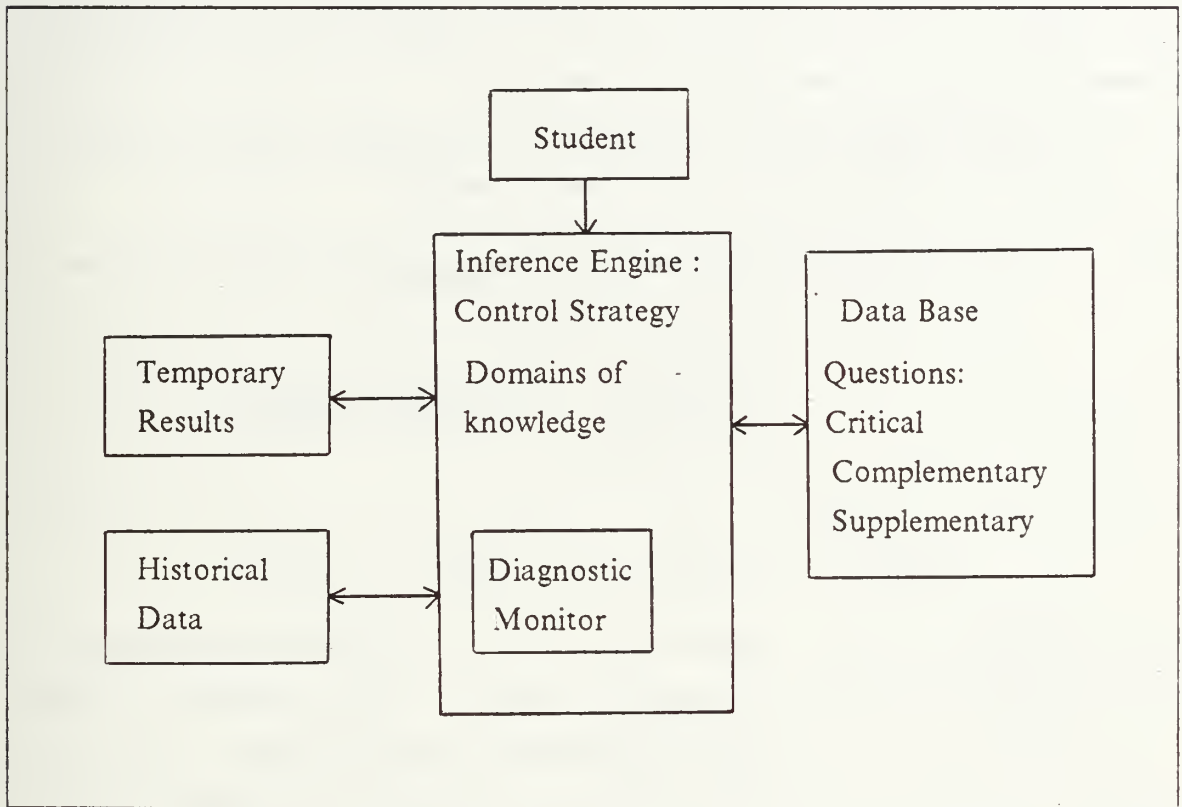 Student
Inference Engine :
Control Strategy
Domains of
knowledge
Diagnostic
Monitor
Temporary
Results
Historical
Data
Data Base
Questions:
Critical
Complementary
Supplementary